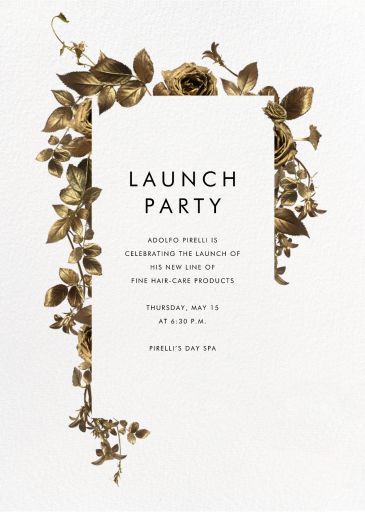 LAUNCH
PARTY
ADOLFO PIRELLI IS
CELEBRATING THE LAUNCH OF
HIS NEW LINE OF
FINE HAIR-CARE PRODUCTS
THURSDAY, MAY 15
AT 6:30 P.M.
PIRELLI'S DAY SPA